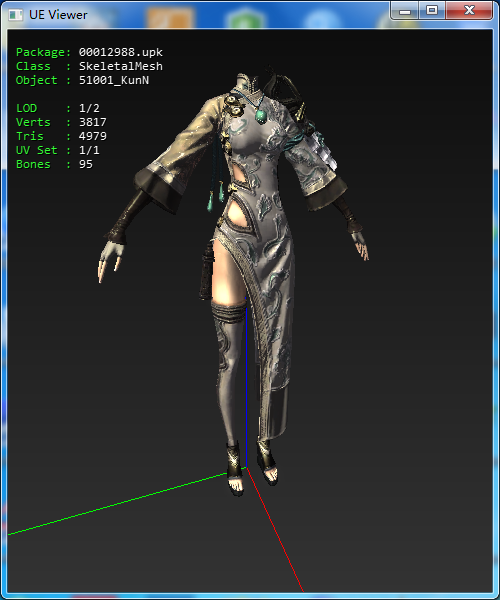 UE Viewer
Package: 00012988.upk
Class : SkeletalMesh
Object : 51001_KunN
LOD : 1/2
Verts : 3817
Tris : 4979
UV Set : 1/1
Bones : 95